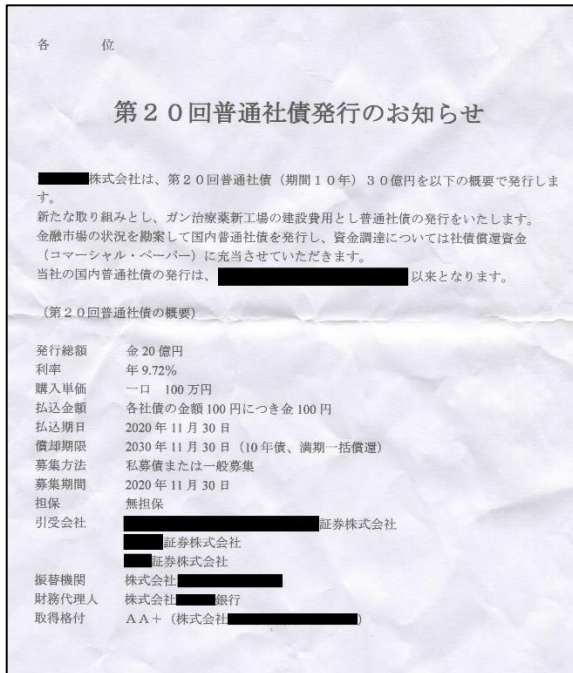 各　　位
第２０回普通社債発行のお知らせ
株式会社は、第２０回普通社債（期間１０年）３０億円を以下の概要で発行しま
す。
新たな取り組みとし、ガン治療薬新工場の建設費用とし普通社債の発行をいたします。
金融市場の状況を勘案して国内普通社債を発行し、資金調達については社債償還資金
（コマーシャル・ペーパー）に充当させていただきます。
当社の国内普通社債の発行は、以来となります。
（第２０回普通社債の概要）
発行総額　金 20 億円
利率　年 9.72%
購入単価　一口　100 万円
払込金額　各社債の金額 100 円につき金 100 円
払込期日　2020 年 11 月 30 日
償却期限　2030 年 11 月 30 日（10 年債、満期一括償還）
募集方法　私募債または一般募集
募集期間　2020 年 11 月 30 日
担保　無担保
引受会社　証券株式会社
証券株式会社
証券株式会社
振替機関　株式会社
財務代理人　株式会社銀行
取得格付　ＡＡ＋（株式会社）